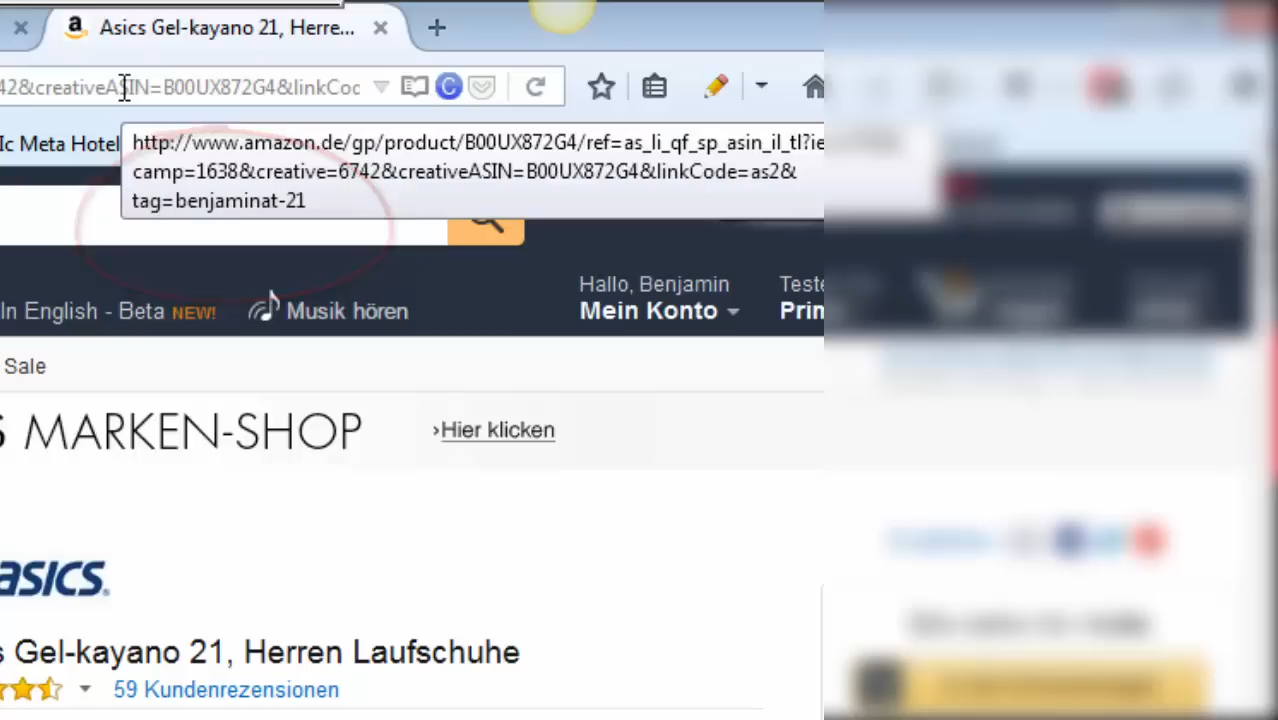 Asics Gel-kayano 21, Herre...
42&creativeASIN=B00UX872G4&linkCoc
Ic Meta Hotel
http://www.amazon.de/gp/product/B00UX872G4/ref=as_li_qf_sp_asin_il_tl?ie
camp=1638&creative=6742&creativeASIN=B00UX872G4&linkCode=as2&
tag=benjaminat-21
Hallo, Benjamin
Teste
In English - Beta NEW!
Musik hören
Mein Konto
Prin
Sale
S MARKEN-SHOP
›Hier klicken
asics
s Gel-kayano 21, Herren Laufschuhe
59 Kundenrezensionen